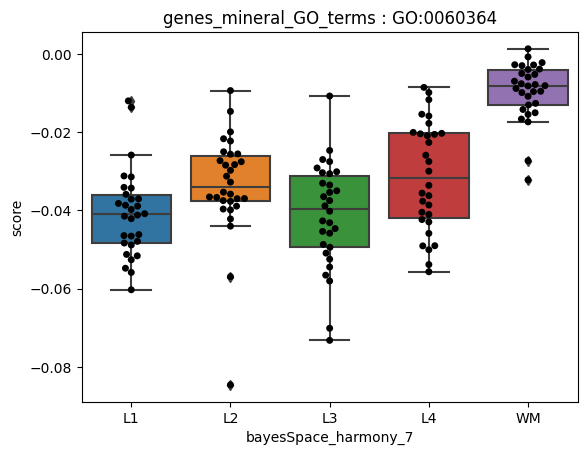 genes_mineral_GO_terms : GO:0060364
0.00
−0.02
−0.04
−0.06
−0.08
score
L1 L2 L3 L4 WM
bayesSpace_harmony_7